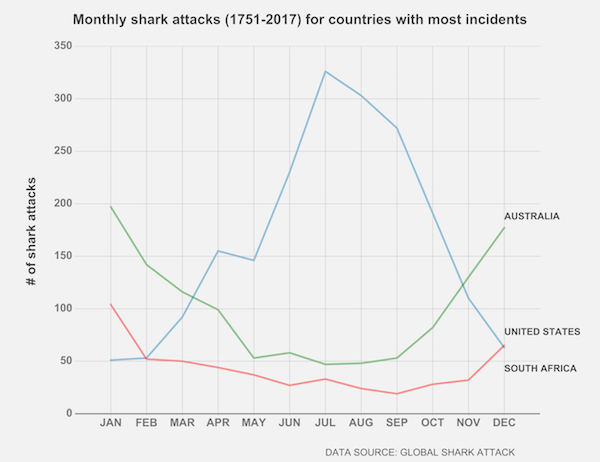 Monthly shark attacks (1751-2017) for countries with most incidents
# of shark attacks
350
300
250
200
150
100
50
0
AUSTRALIA
UNITED STATES
SOUTH AFRICA
JAN FEB MAR APR MAY JUN JUL AUG SEP OCT NOV DEC
DATA SOURCE: GLOBAL SHARK ATTACK